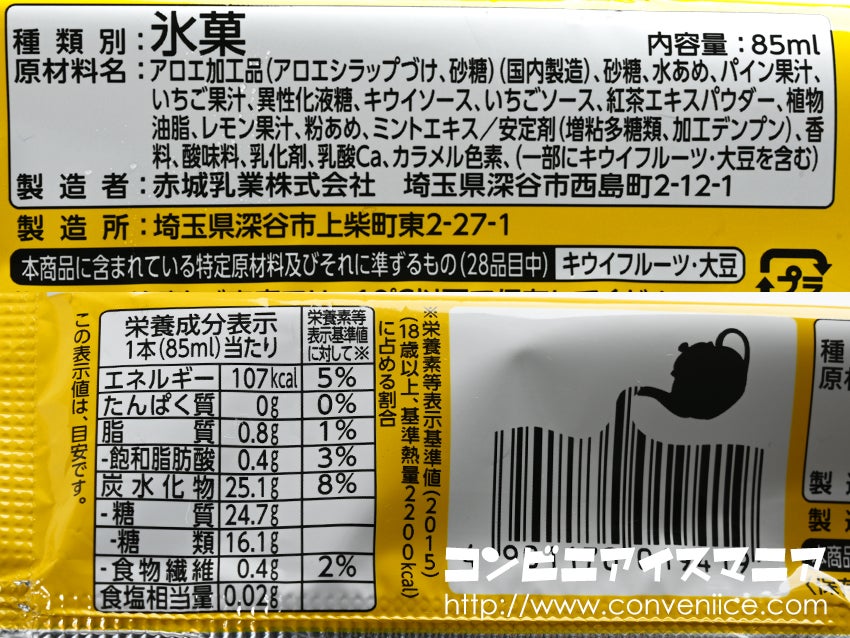 種類別：氷菓 内容量：85ml
原材料名：アロエ加工品（アロエシラップづけ、砂糖）（国内製造）、砂糖、水あめ、パイン果汁、
いちご果汁、異性化液糖、キウイソース、いちごソース、紅茶エキスパウダー、植物
油脂、レモン果汁、粉あめ、ミントエキス／安定剤（増粘多糖類、加工デンプン）、香
料、酸味料、乳化剤、乳酸Ca、カラメル色素、（一部にキウイフルーツ・大豆を含む）
製造者：赤城乳業株式会社 埼玉県深谷市西島町2-12-1
製造所：埼玉県深谷市上柴町東2-27-1
本商品に含まれている特定原材料及びそれに準ずるもの（28品目中） キウイフルーツ・大豆
プラ
この表示値は、目安です。
栄養成分表示
1本（85ml）当たり
栄養素等
表示基準値
に対して※
エネルギー 107kcal 5%
たんぱく質 0g 0%
脂質 0.8g 1%
-飽和脂肪酸 0.4g 3%
炭水化物 25.1g 8%
-糖質 24.7g
-糖類 16.1g
-食物繊維 0.4g 2%
食塩相当量 0.02g
※栄養素等表示基準値（2015）
（18歳以上、基準熱量2200kcal）
に占める割合
種
原材
製
製
コンビニアイスマニア
http://www.conveniice.com